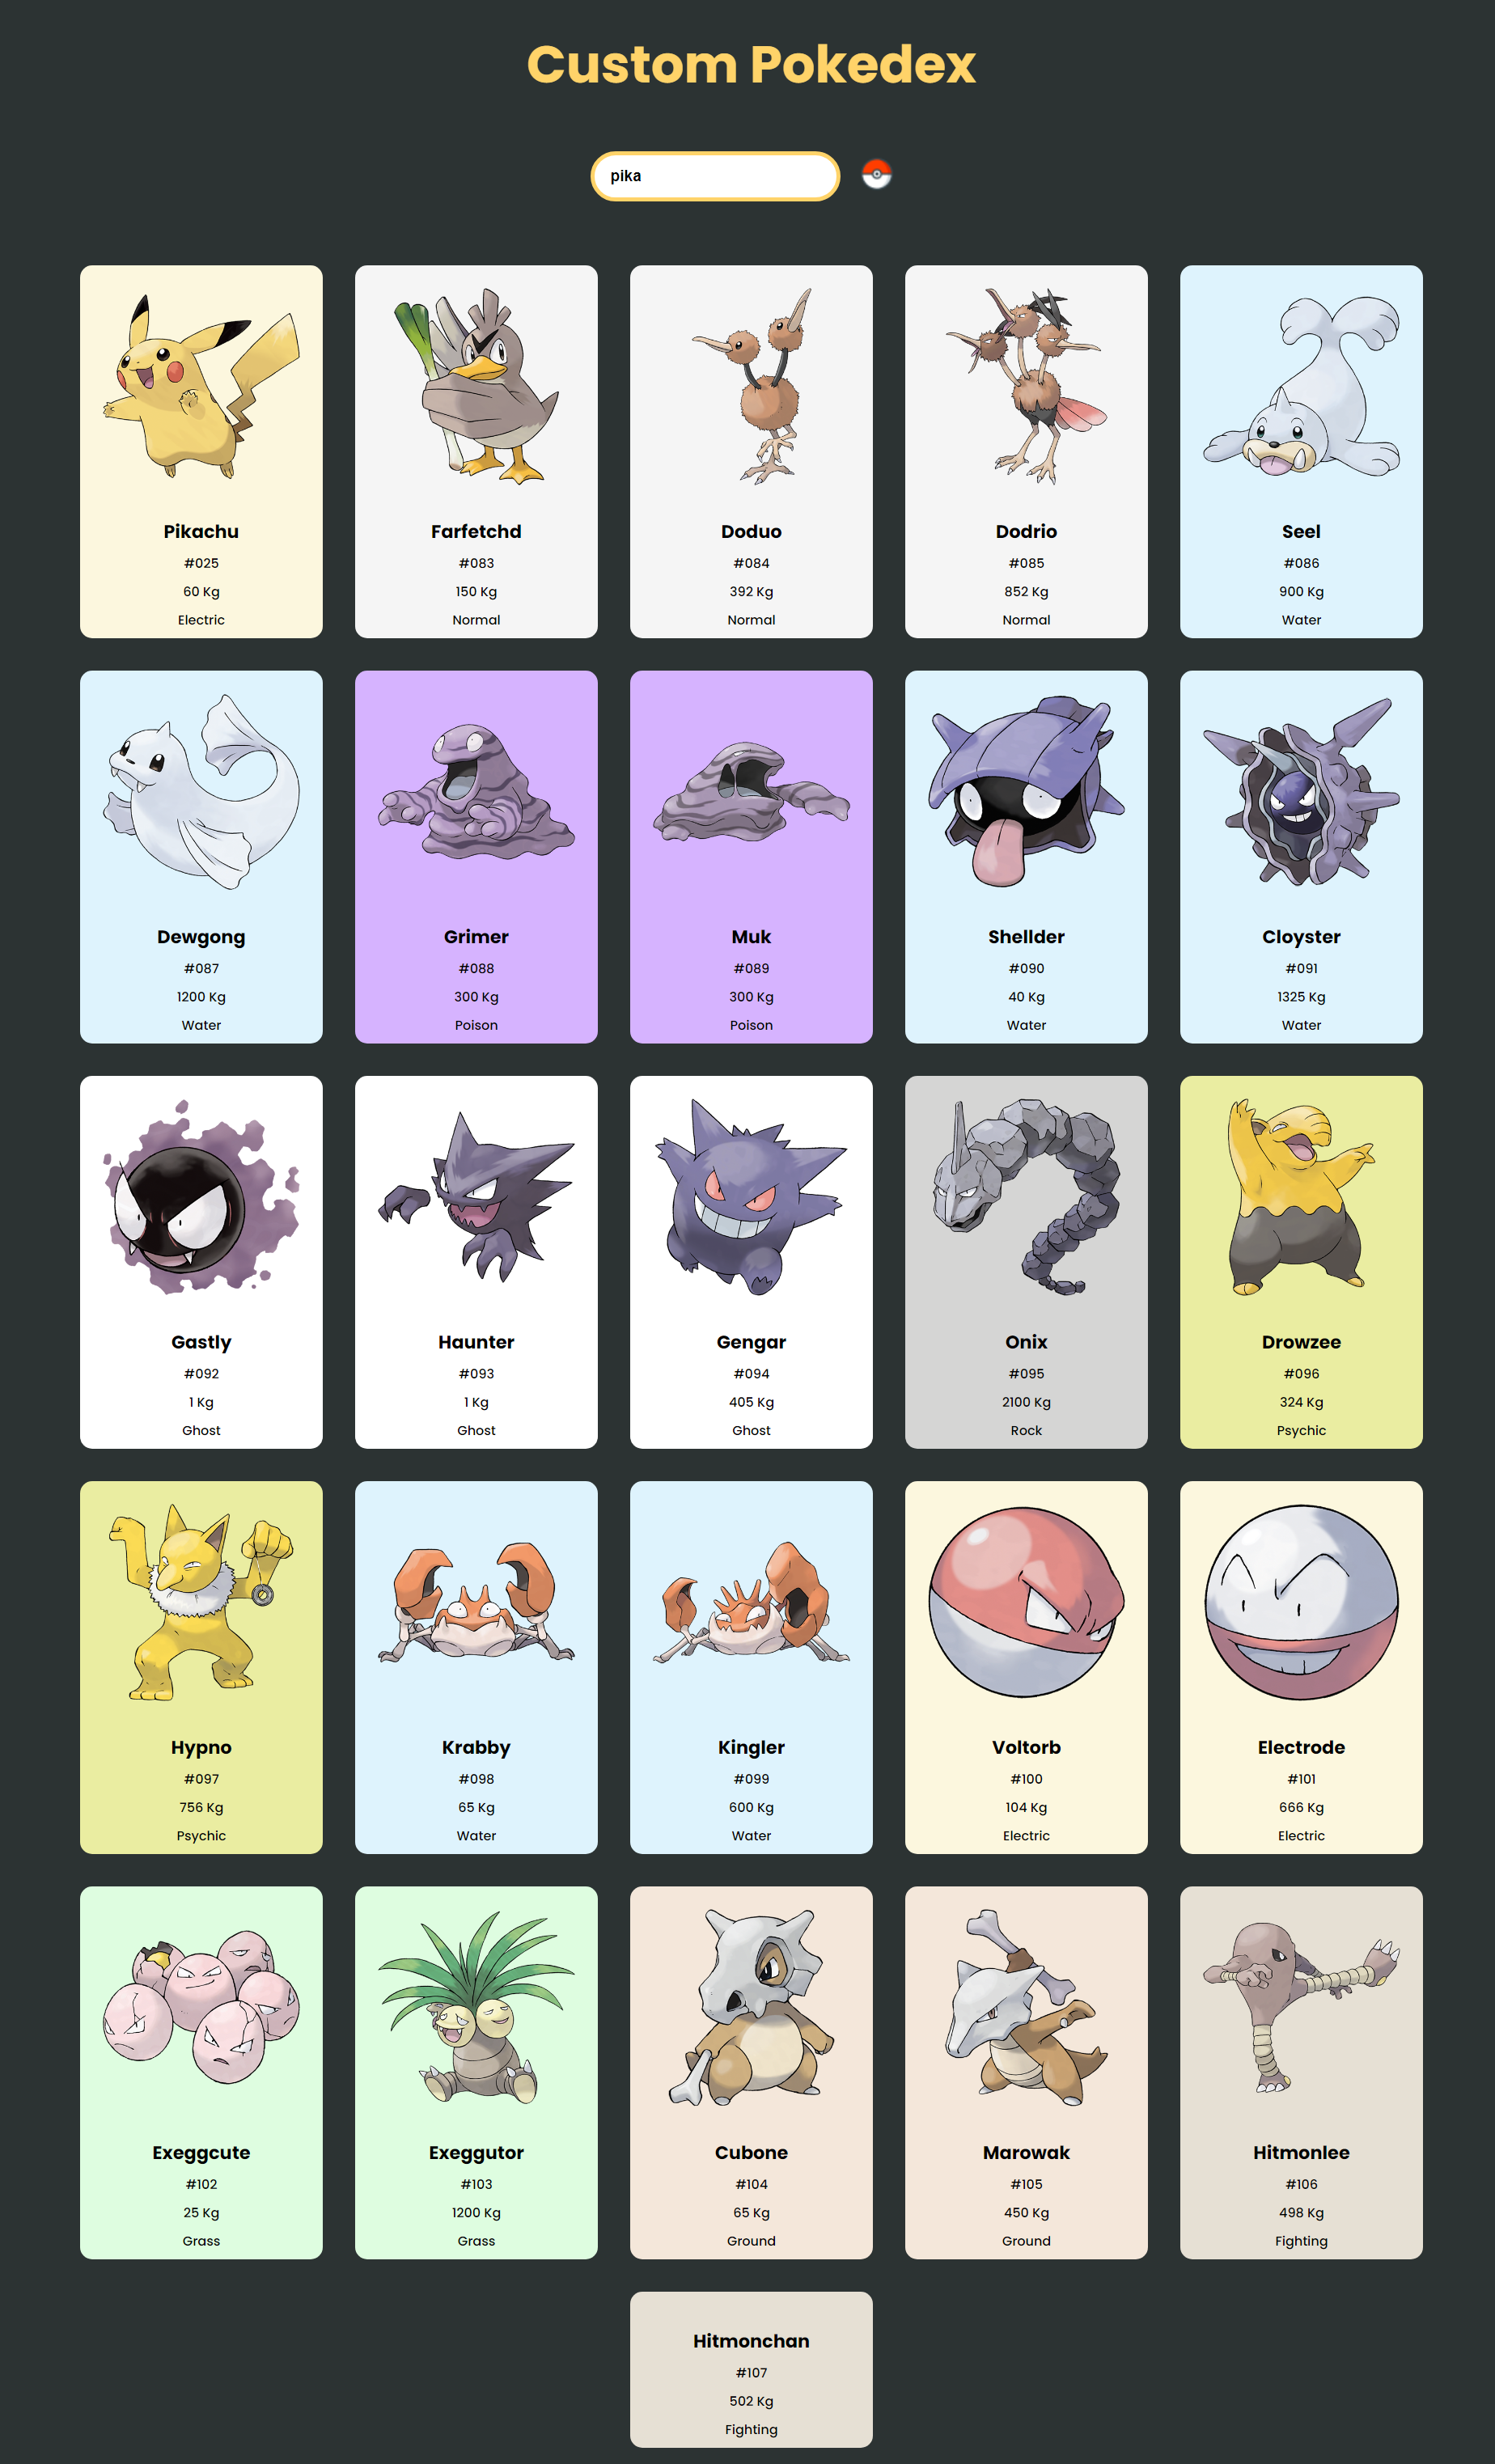 Custom Pokedex
pika
Pikachu
#025
60 Kg
Electric
Farfetchd
#083
150 Kg
Normal
Doduo
#084
392 Kg
Normal
Dodrio
#085
852 Kg
Normal
Seel
#086
900 Kg
Water
Dewgong
#087
1200 Kg
Water
Grimer
#088
300 Kg
Poison
Muk
#089
300 Kg
Poison
Shellder
#090
40 Kg
Water
Cloyster
#091
1325 Kg
Water
Gastly
#092
1 Kg
Ghost
Haunter
#093
1 Kg
Ghost
Gengar
#094
405 Kg
Ghost
Onix
#095
2100 Kg
Rock
Drowzee
#096
324 Kg
Psychic
Hypno
#097
756 Kg
Psychic
Krabby
#098
65 Kg
Water
Kingler
#099
600 Kg
Water
Voltorb
#100
104 Kg
Electric
Electrode
#101
666 Kg
Electric
Exeggcute
#102
25 Kg
Grass
Exeggutor
#103
1200 Kg
Grass
Cubone
#104
65 Kg
Ground
Marowak
#105
450 Kg
Ground
Hitmonlee
#106
498 Kg
Fighting
Hitmonchan
#107
502 Kg
Fighting